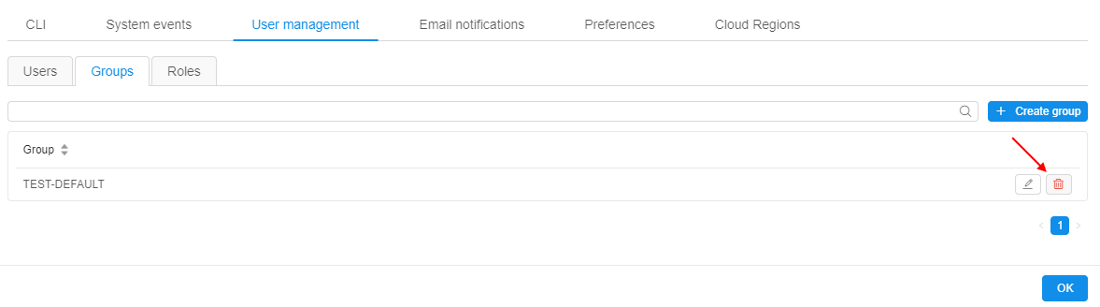 CLI System events User management Email notifications Preferences Cloud Regions
Users Groups Roles
+ Create group
Group
TEST-DEFAULT
< 1 >
OK